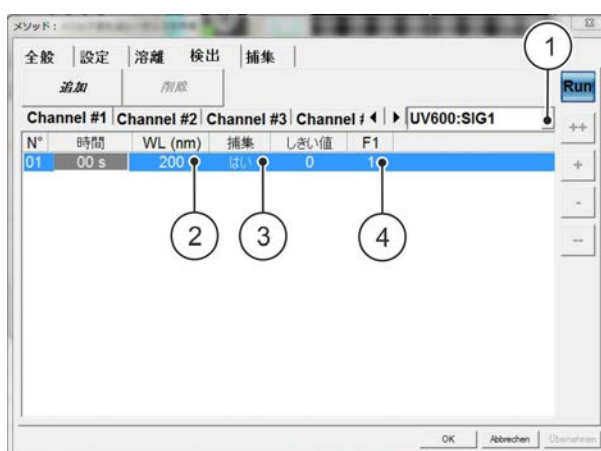 メソッド :
全般 設定 溶離 検出 捕集
追加 削除
Run
Channel #1 Channel #2 Channel #3 Channel # UV600:SIG1
N° 時間 WL (nm) 捕集 しきい値 F1
01 00 s 200 はい 0 1
1
2
3
4
++
+
-
--
OK Abbrechen Übernehmen